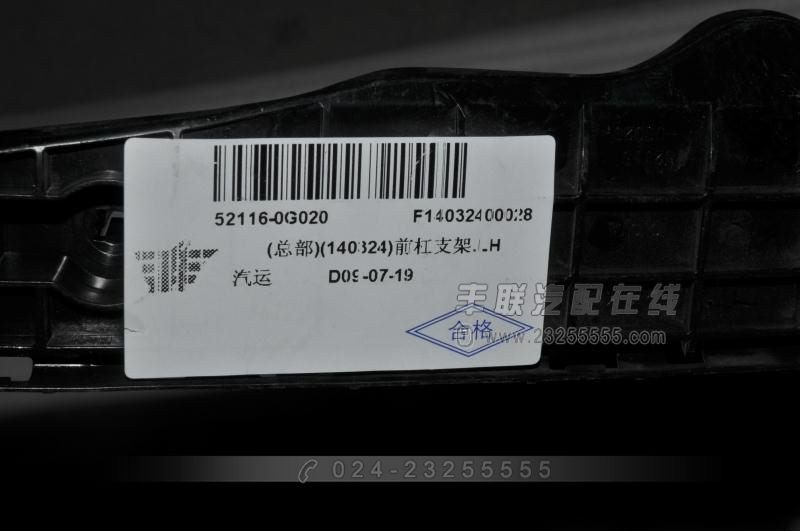 52116-0G020 F14032400028
(总部)(140324)前杠支架.LH
汽运 D09-07-19
合格
丰联汽配在线
www.23255555.com
024-23255555